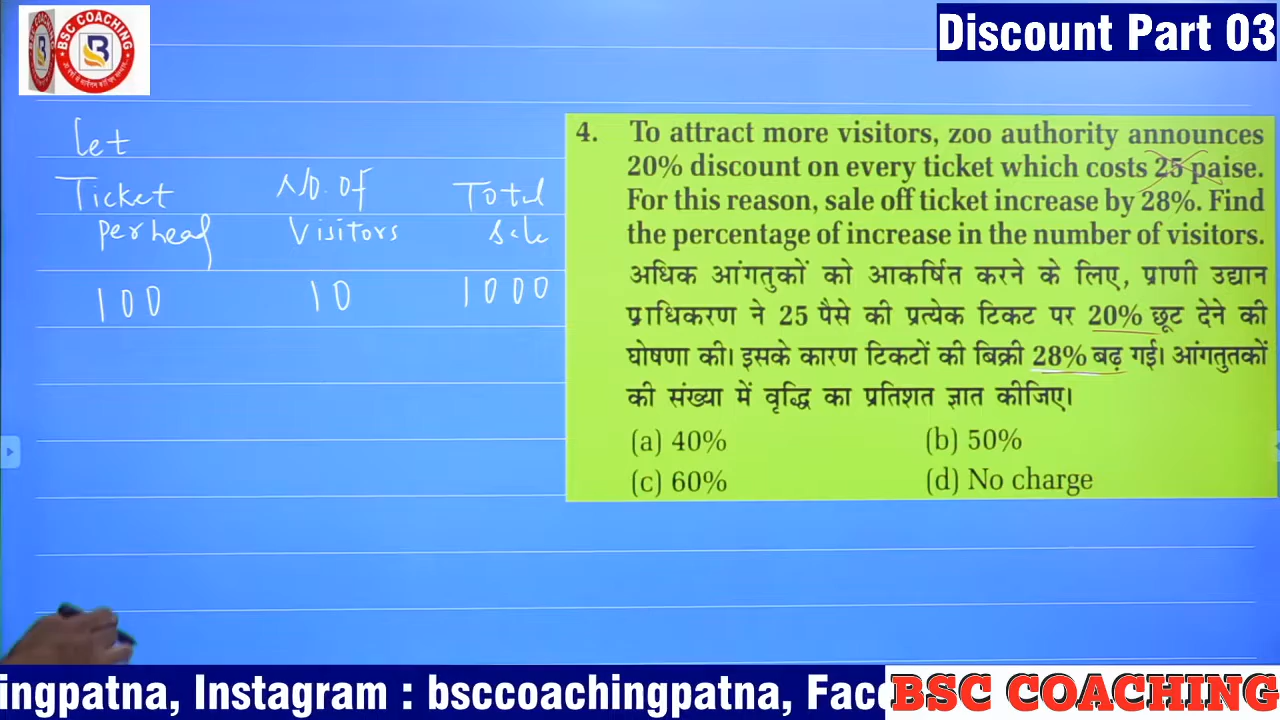 BSC COACHING
Discount Part 03
let
Ticket per head
No. of Visitors
Total Sale
100 10 1000
4. To attract more visitors, zoo authority announces
20% discount on every ticket which costs 25 paise.
For this reason, sale off ticket increase by 28%. Find
the percentage of increase in the number of visitors.
अधिक आंगतुकों को आकर्षित करने के लिए, प्राणी उद्यान
प्राधिकरण ने 25 पैसे की प्रत्येक टिकट पर 20% छूट देने की
घोषणा की। इसके कारण टिकटों की बिक्री 28% बढ़ गई। आंगतुतकों
की संख्या में वृद्धि का प्रतिशत ज्ञात कीजिए।
(a) 40% (b) 50%
(c) 60% (d) No charge
ingpatna, Instagram : bsccoachingpatna, Face
BSC COACHING